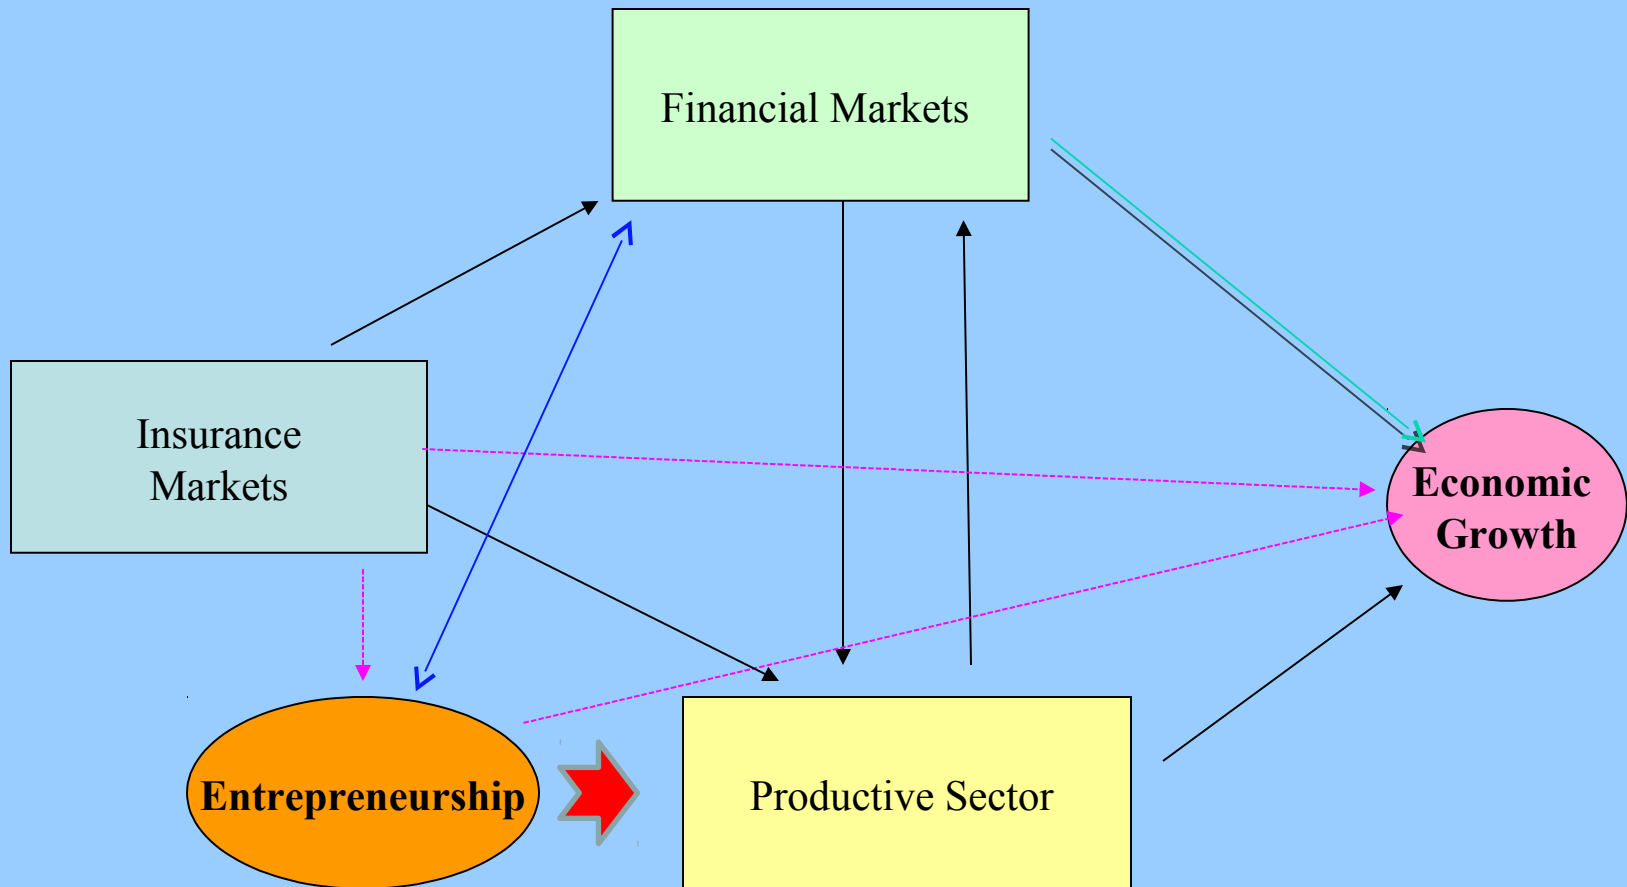 Financial Markets
Insurance
Markets
Economic
Growth
Entrepreneurship
Productive Sector